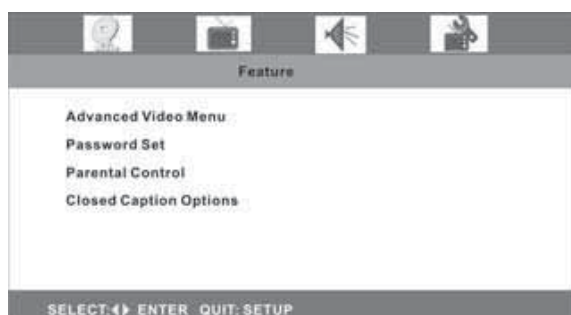 Feature
Advanced Video Menu
Password Set
Parental Control
Closed Caption Options
SELECT:◀▶ ENTER QUIT: SETUP